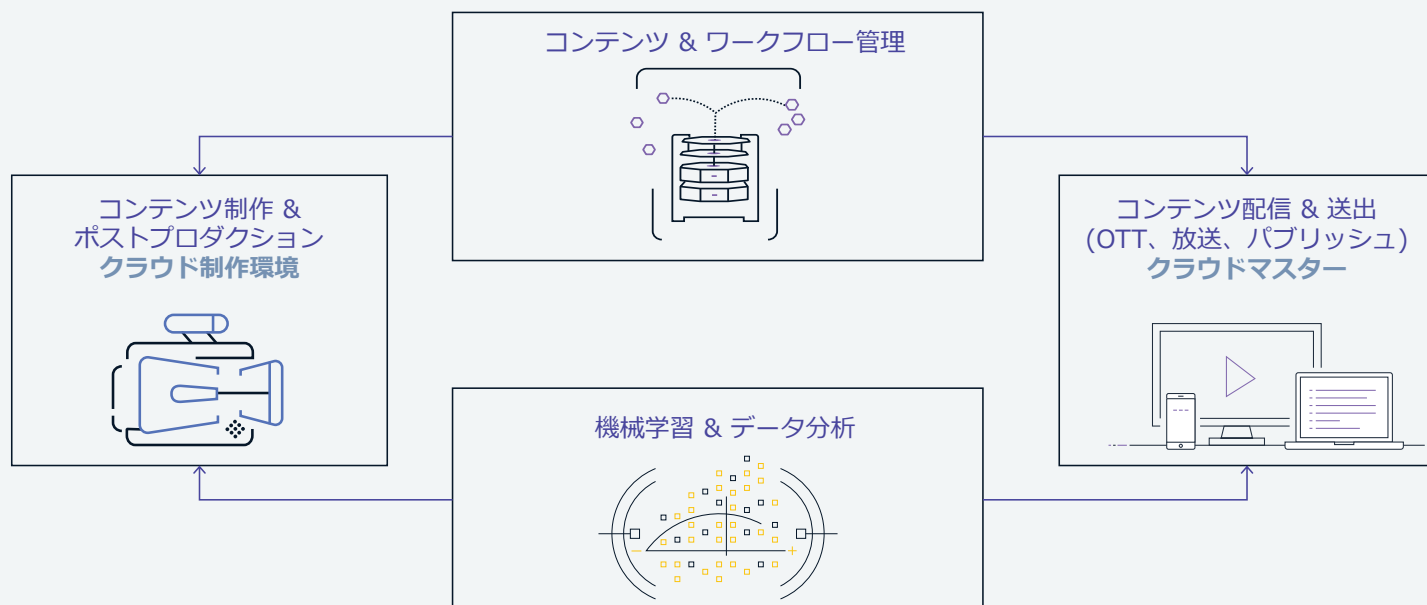 コンテンツ & ワークフロー管理
コンテンツ制作 &
ポストプロダクション
クラウド制作環境
コンテンツ配信 & 送出
(OTT、放送、パブリッシュ)
クラウドマスター
機械学習 & データ分析